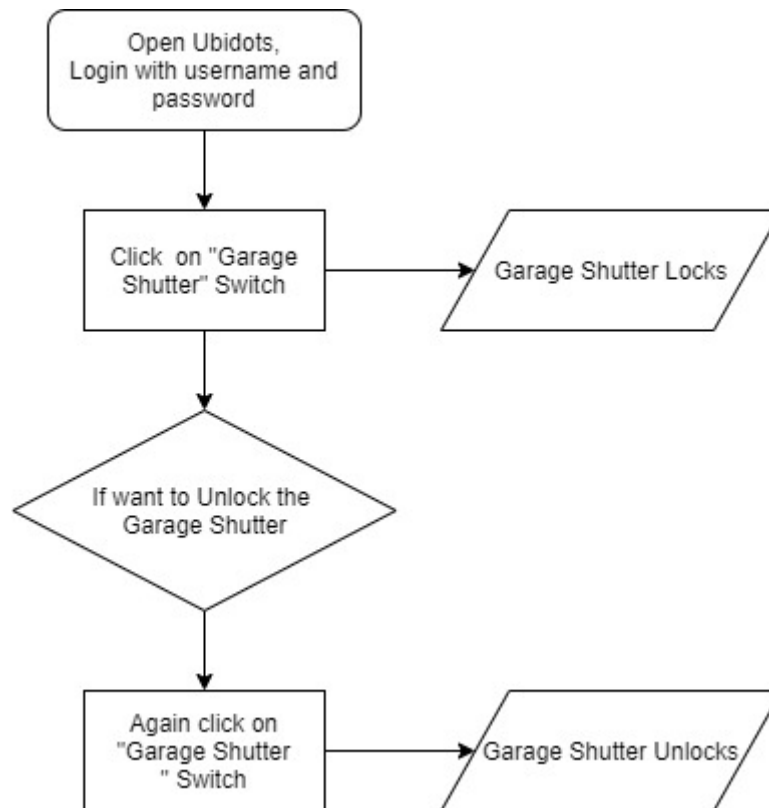 Open Ubidots,
Login with username and
password
Click on "Garage
Shutter" Switch
Garage Shutter Locks
If want to Unlock the
Garage Shutter
Again click on
"Garage Shutter
" Switch
Garage Shutter Unlocks